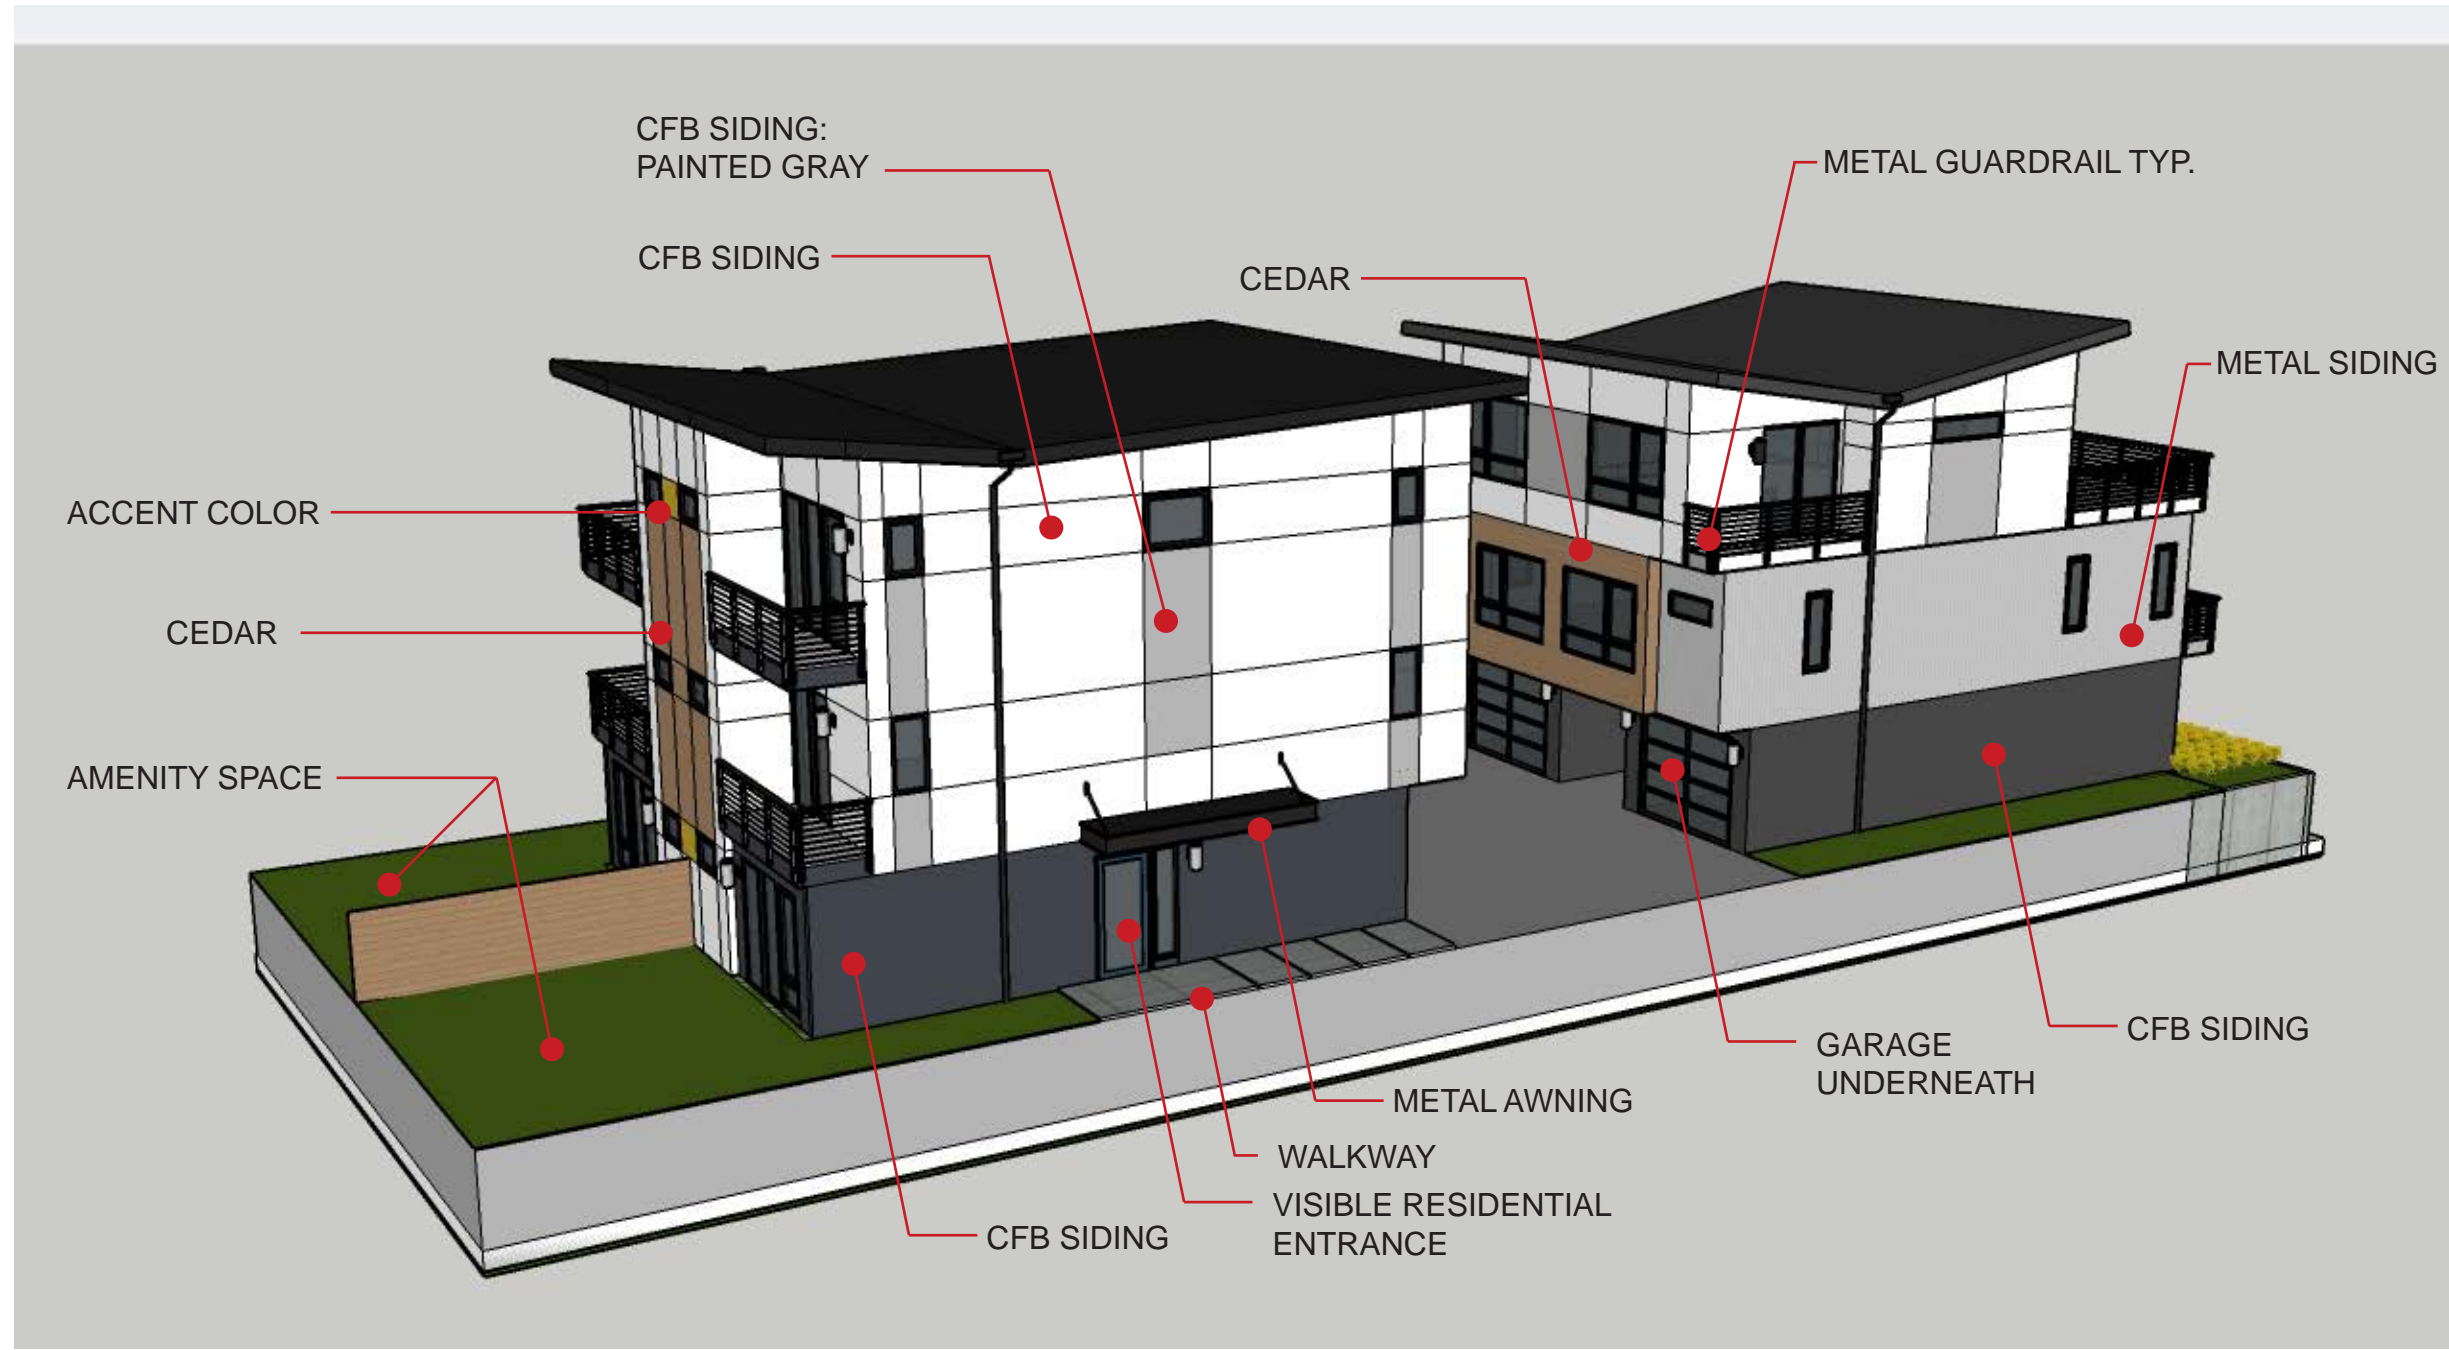 CFB SIDING:
PAINTED GRAY
METAL GUARDRAIL TYP.
CFB SIDING
CEDAR
METAL SIDING
ACCENT COLOR
CEDAR
AMENITY SPACE
CFB SIDING
GARAGE
UNDERNEATH
METAL AWNING
WALKWAY
VISIBLE RESIDENTIAL
ENTRANCE
CFB SIDING